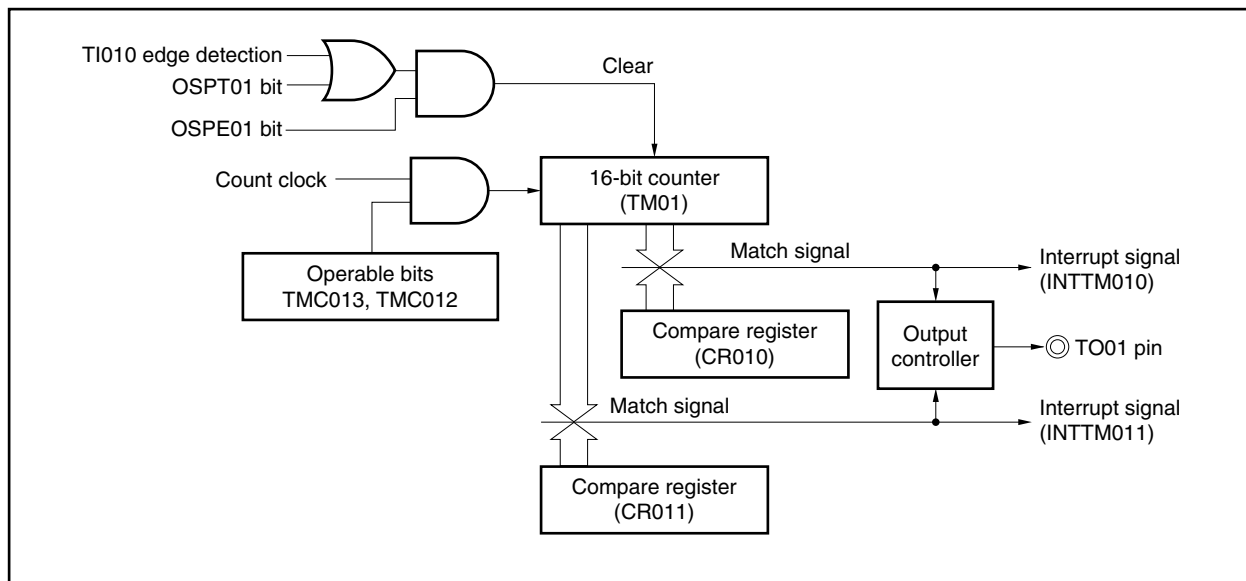 TI010 edge detection
OSPT01 bit
OSPE01 bit
Clear
Count clock
16-bit counter
(TM01)
Operable bits
TMC013, TMC012
Match signal
Interrupt signal
(INTTM010)
Compare register
(CR010)
Output
controller
TO01 pin
Match signal
Interrupt signal
(INTTM011)
Compare register
(CR011)